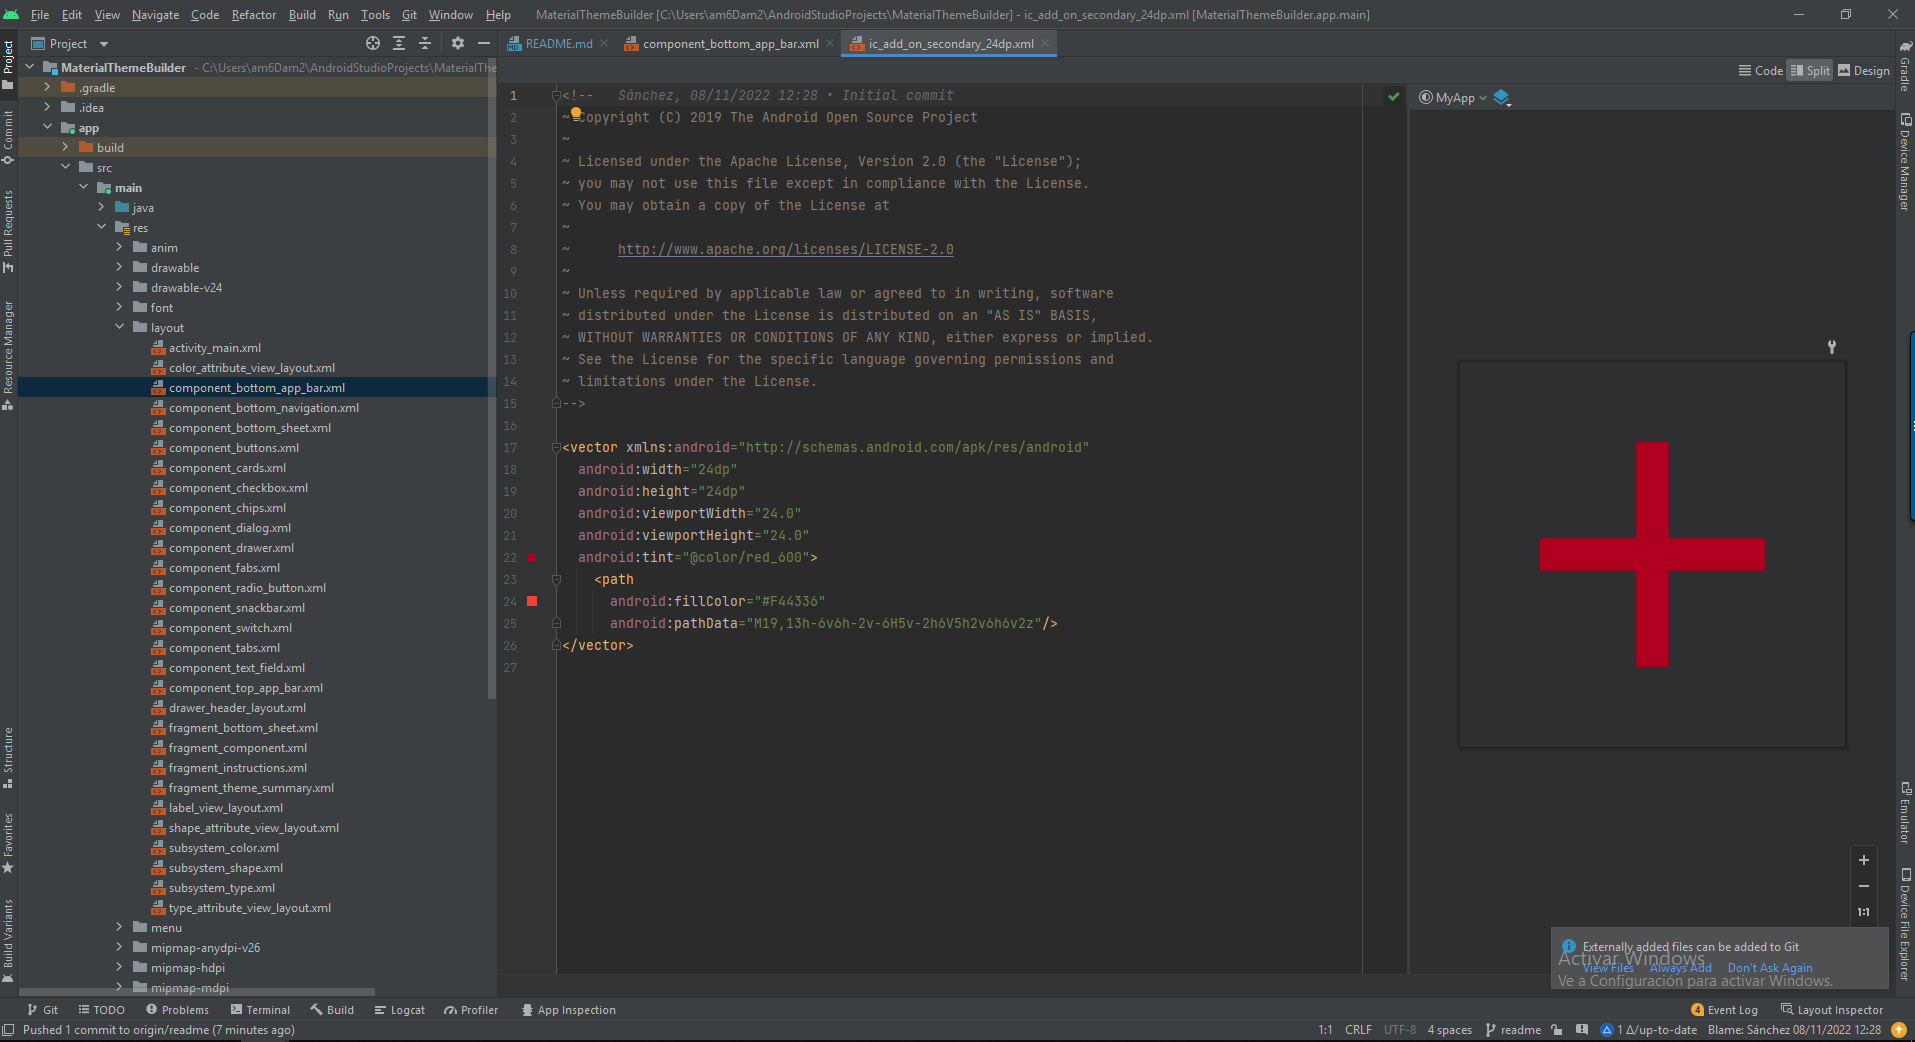 File Edit View Navigate Code Refactor Build Run Tools Git Window Help MaterialThemeBuilder [C:\Users\am6Dam2\AndroidStudioProjects\MaterialThemeBuilder] - ic_add_on_secondary_24dp.xml [MaterialThemeBuilder.app.main]
Project
README.md component_bottom_app_bar.xml ic_add_on_secondary_24dp.xml
Code Split Design
MyApp
Project
Commit
Pull Requests
Resource Manager
Structure
Favorites
Build Variants
MaterialThemeBuilder - C:\Users\am6Dam2\AndroidStudioProjects\MaterialThe
.gradle
.idea
app
build
src
main
java
res
anim
drawable
drawable-v24
font
layout
activity_main.xml
color_attribute_view_layout.xml
component_bottom_app_bar.xml
component_bottom_navigation.xml
component_bottom_sheet.xml
component_buttons.xml
component_cards.xml
component_checkbox.xml
component_chips.xml
component_dialog.xml
component_drawer.xml
component_fabs.xml
component_radio_button.xml
component_snackbar.xml
component_switch.xml
component_tabs.xml
component_text_field.xml
component_top_app_bar.xml
drawer_header_layout.xml
fragment_bottom_sheet.xml
fragment_component.xml
fragment_instructions.xml
fragment_theme_summary.xml
label_view_layout.xml
shape_attribute_view_layout.xml
subsystem_color.xml
subsystem_shape.xml
subsystem_type.xml
type_attribute_view_layout.xml
menu
mipmap-anydpi-v26
mipmap-hdpi
mipmap-mdpi
1 <!-- Sánchez, 08/11/2022 12:28 • Initial commit
2 ~ Copyright (C) 2019 The Android Open Source Project
3 ~
4 ~ Licensed under the Apache License, Version 2.0 (the "License");
5 ~ you may not use this file except in compliance with the License.
6 ~ You may obtain a copy of the License at
7 ~
8 ~ http://www.apache.org/licenses/LICENSE-2.0
9 ~
10 ~ Unless required by applicable law or agreed to in writing, software
11 ~ distributed under the License is distributed on an "AS IS" BASIS,
12 ~ WITHOUT WARRANTIES OR CONDITIONS OF ANY KIND, either express or implied.
13 ~ See the License for the specific language governing permissions and
14 ~ limitations under the License.
15 -->
16
17 <vector xmlns:android="http://schemas.android.com/apk/res/android"
18 android:width="24dp"
19 android:height="24dp"
20 android:viewportWidth="24.0"
21 android:viewportHeight="24.0"
22 android:tint="@color/red_600">
23 <path
24 android:fillColor="#F44336"
25 android:pathData="M19,13h-6v6h-2v-6H5v-2h6V5h2v6h6v2z"/>
26 </vector>
27
Gradle
Device Manager
Emulator
Device File Explorer
1:1
Externally added files can be added to Git
View Files Always Add Don't Ask Again
Activar Windows
Ve a Configuración para activar Windows.
Git TODO Problems Terminal Build Logcat Profiler App Inspection 4 Event Log Layout Inspector
Pushed 1 commit to origin/readme (7 minutes ago) 1:1 CRLF UTF-8 4 spaces readme 1 Δ/up-to-date Blame: Sánchez 08/11/2022 12:28